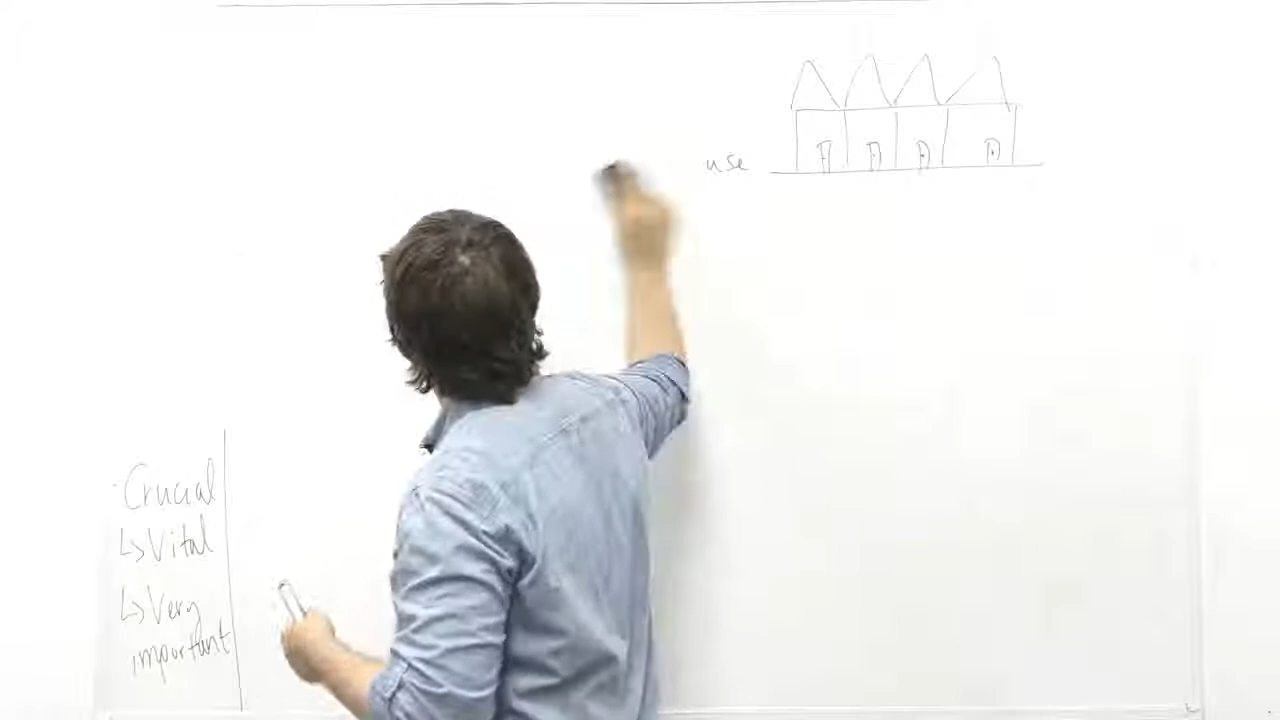 use
Crucial
↳ Vital
↳ Very
important